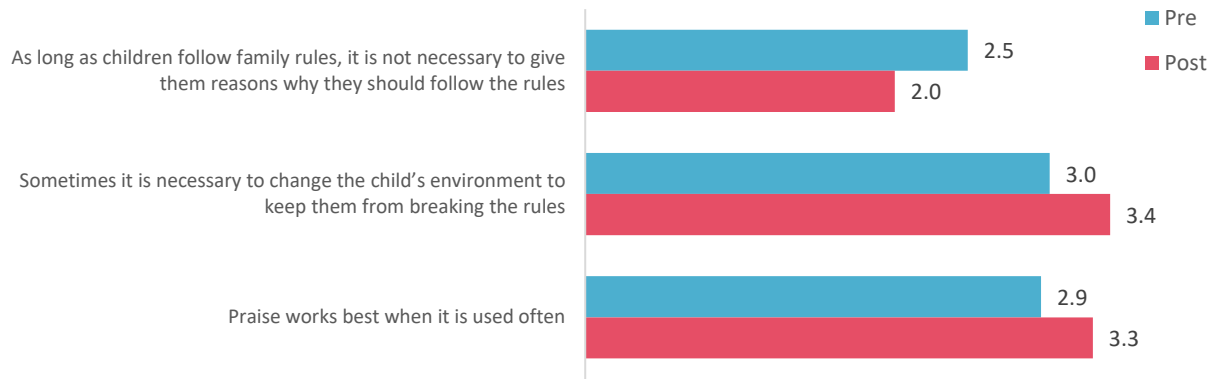 Pre
Post
As long as children follow family rules, it is not necessary to give
them reasons why they should follow the rules
2.5
2.0
Sometimes it is necessary to change the child’s environment to
keep them from breaking the rules
3.0
3.4
Praise works best when it is used often
2.9
3.3